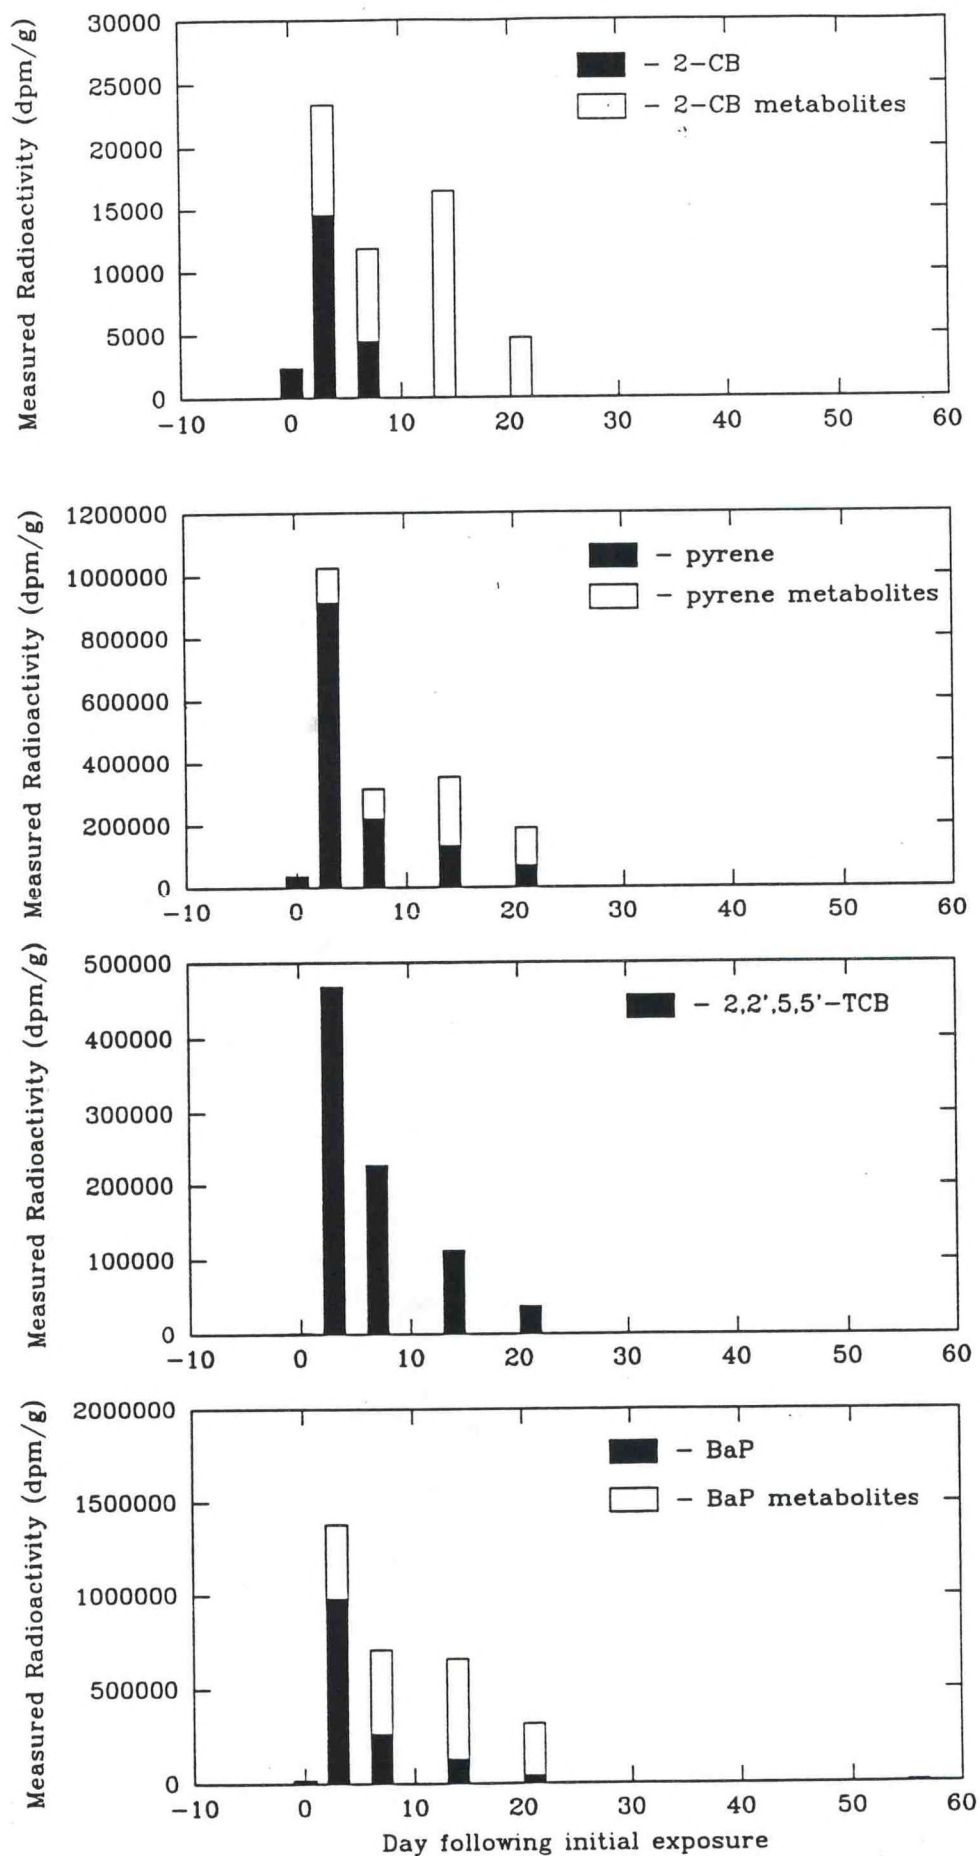 Measured Radioactivity (dpm/g)
30000
25000
20000
15000
10000
5000
0
- 2-CB
- 2-CB metabolites
-10 0 10 20 30 40 50 60
Measured Radioactivity (dpm/g)
1200000
1000000
800000
600000
400000
200000
0
- pyrene
- pyrene metabolites
-10 0 10 20 30 40 50 60
Measured Radioactivity (dpm/g)
500000
400000
300000
200000
100000
0
- 2,2',5,5'-TCB
-10 0 10 20 30 40 50 60
Measured Radioactivity (dpm/g)
2000000
1500000
1000000
500000
0
- BaP
- BaP metabolites
-10 0 10 20 30 40 50 60
Day following initial exposure